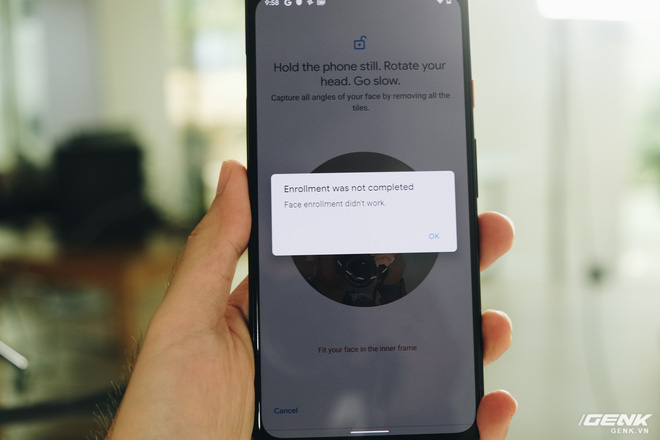 9:58
Hold the phone still. Rotate your
head. Go slow.
Capture all angles of your face by removing all the
tiles.
Enrollment was not completed
Face enrollment didn't work.
OK
Fit your face in the inner frame
Cancel
GENK
GENK.VN